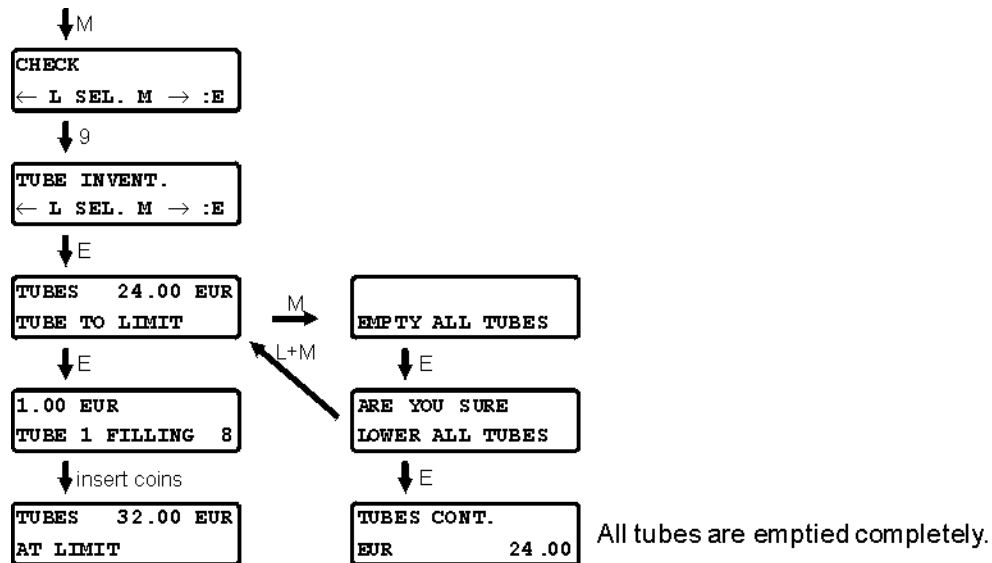 M
CHECK
← L SEL. M → :E
9
TUBE INVENT.
← L SEL. M → :E
E
TUBES 24.00 EUR
TUBE TO LIMIT
M
EMPTY ALL TUBES
L+M
E
E
1.00 EUR
TUBE 1 FILLING 8
ARE YOU SURE
LOWER ALL TUBES
insert coins
E
TUBES 32.00 EUR
AT LIMIT
TUBES CONT.
EUR 24.00
All tubes are emptied completely.